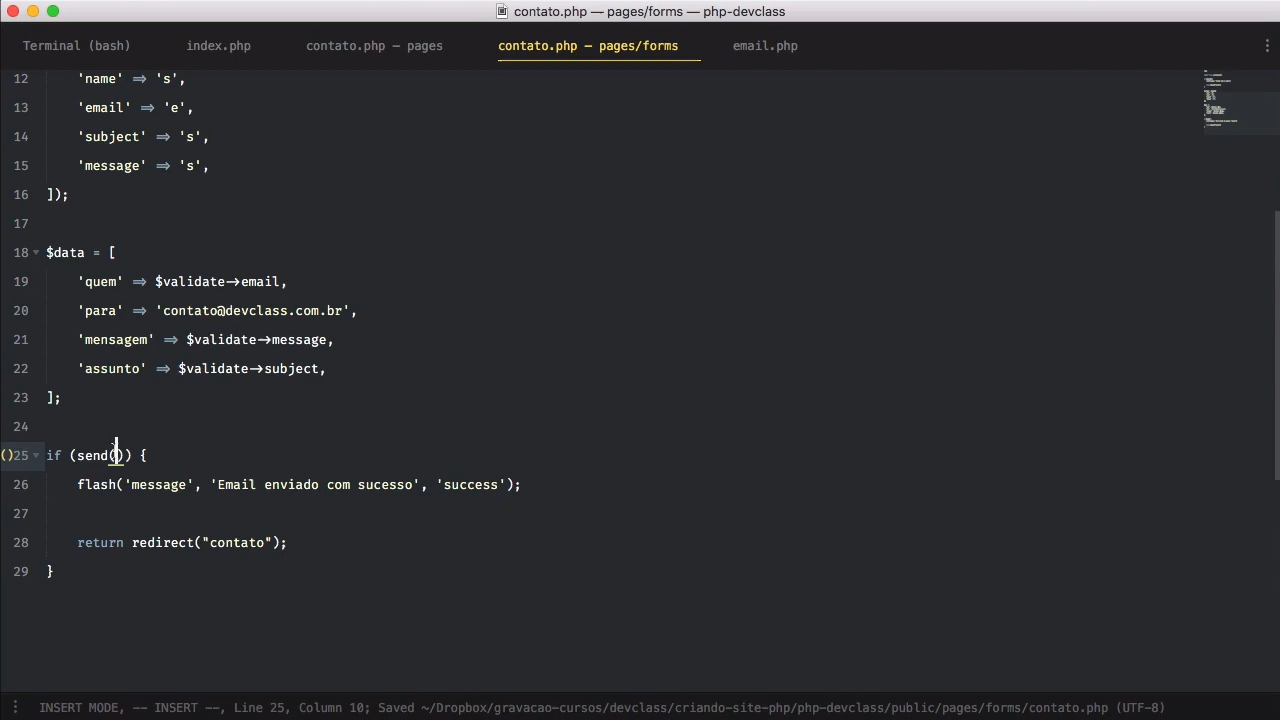 contato.php — pages/forms — php-devclass
Terminal (bash) index.php contato.php — pages contato.php — pages/forms email.php
12 'name' => 's',
13 'email' => 'e',
14 'subject' => 's',
15 'message' => 's',
16 ]);
17
18 $data = [
19 'quem' => $validate->email,
20 'para' => 'contato@devclass.com.br',
21 'mensagem' => $validate->message,
22 'assunto' => $validate->subject,
23 ];
24
()25 if (send()) {
26 flash('message', 'Email enviado com sucesso', 'success');
27
28 return redirect("contato");
29 }
INSERT MODE, -- INSERT --, Line 25, Column 10; Saved ~/Dropbox/gravacao-cursos/devclass/criando-site-php/php-devclass/public/pages/forms/contato.php (UTF-8)